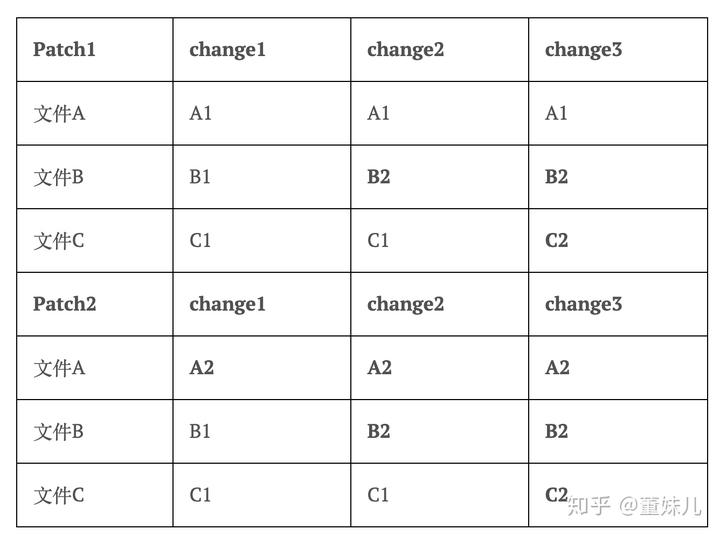 Patch1 change1 change2 change3
文件A A1 A1 A1
文件B B1 B2 B2
文件C C1 C1 C2
Patch2 change1 change2 change3
文件A A2 A2 A2
文件B B1 B2 B2
文件C C1 C1 C2
知乎 @董妹儿